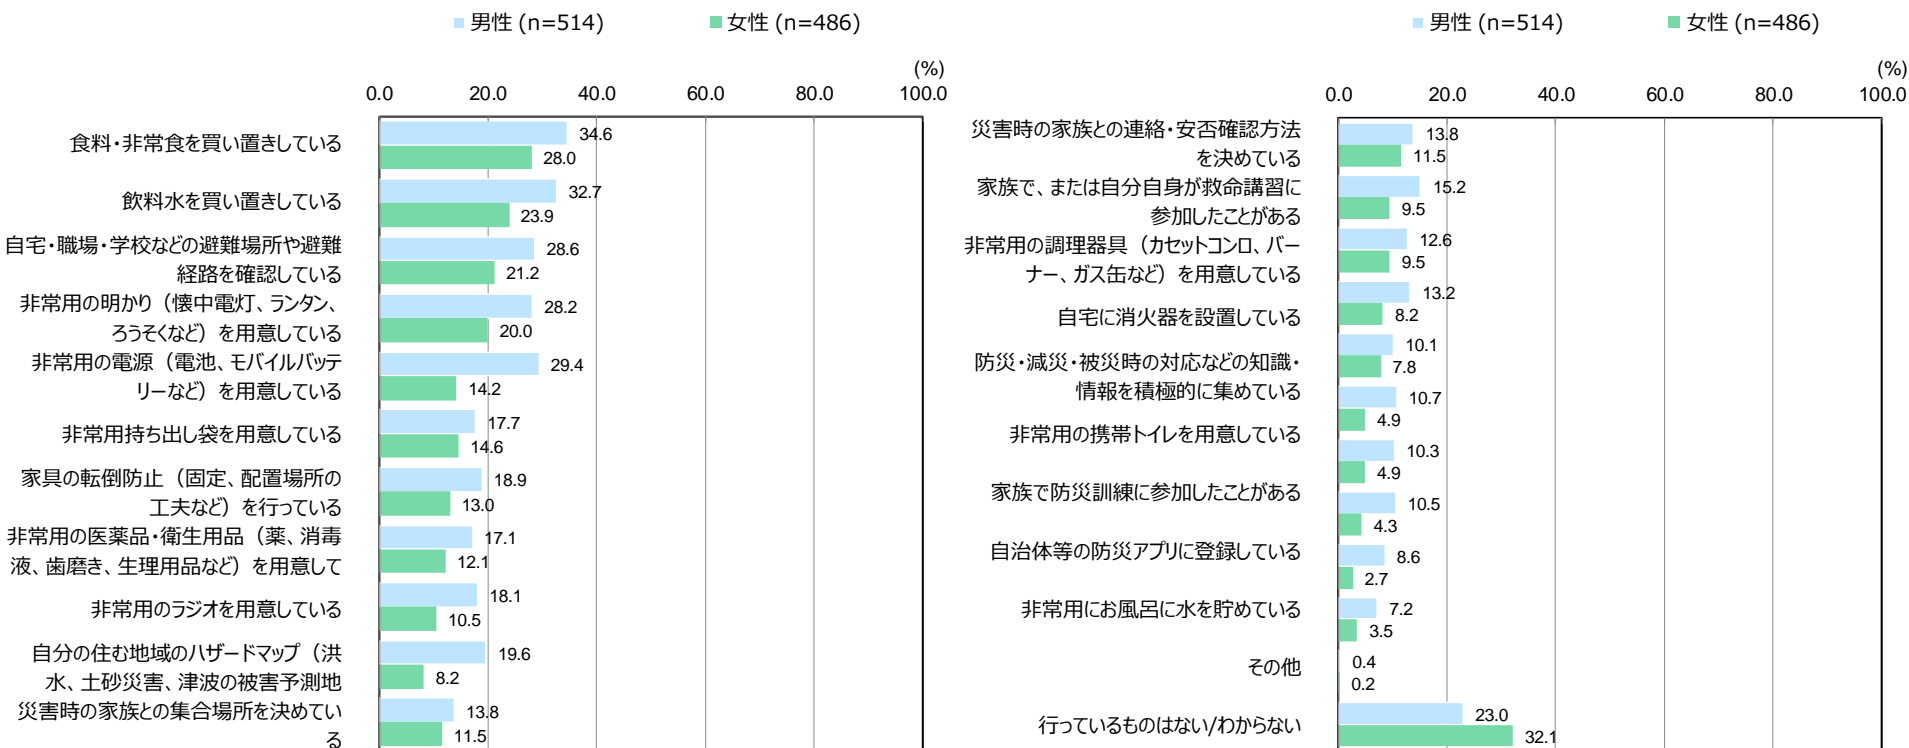 男性 (n=514) 女性 (n=486)
(%)
0.0 20.0 40.0 60.0 80.0 100.0
食料・非常食を買い置きしている
34.6
28.0
飲料水を買い置きしている
32.7
23.9
自宅・職場・学校などの避難場所や避難
経路を確認している
28.6
21.2
非常用の明かり（懐中電灯、ランタン、
ろうそくなど）を用意している
28.2
20.0
非常用の電源（電池、モバイルバッテ
リーなど）を用意している
29.4
14.2
非常用持ち出し袋を用意している
17.7
14.6
家具の転倒防止（固定、配置場所の
工夫など）を行っている
18.9
13.0
非常用の医薬品・衛生用品（薬、消毒
液、歯磨き、生理用品など）を用意して
17.1
12.1
非常用のラジオを用意している
18.1
10.5
自分の住む地域のハザードマップ（洪
水、土砂災害、津波の被害予測地
19.6
8.2
災害時の家族との集合場所を決めてい
る
13.8
11.5
男性 (n=514) 女性 (n=486)
(%)
0.0 20.0 40.0 60.0 80.0 100.0
災害時の家族との連絡・安否確認方法
を決めている
13.8
11.5
家族で、または自分自身が救命講習に
参加したことがある
15.2
9.5
非常用の調理器具（カセットコンロ、バー
ナー、ガス缶など）を用意している
12.6
9.5
自宅に消火器を設置している
13.2
8.2
防災・減災・被災時の対応などの知識・
情報を積極的に集めている
10.1
7.8
非常用の携帯トイレを用意している
10.7
4.9
家族で防災訓練に参加したことがある
10.3
4.9
自治体等の防災アプリに登録している
10.5
4.3
非常用にお風呂に水を貯めている
8.6
2.7
その他
7.2
3.5
0.4
0.2
行っているものはない/わからない
23.0
32.1